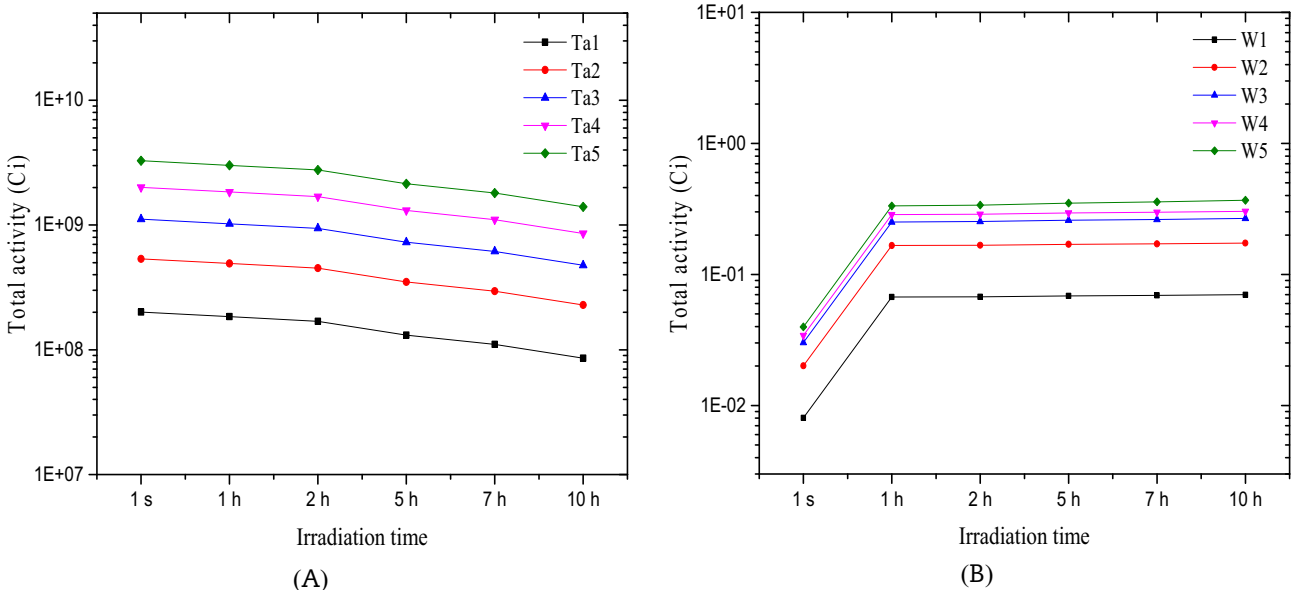 Ta1
Ta2
Ta3
Ta4
Ta5
1E+10
1E+09
1E+08
1E+07
Total activity (Ci)
1 s
1 h
2 h
5 h
7 h
10 h
Irradiation time
(A)
W1
W2
W3
W4
W5
1E+01
1E+00
1E-01
1E-02
Total activity (Ci)
1 s
1 h
2 h
5 h
7 h
10 h
Irradiation time
(B)